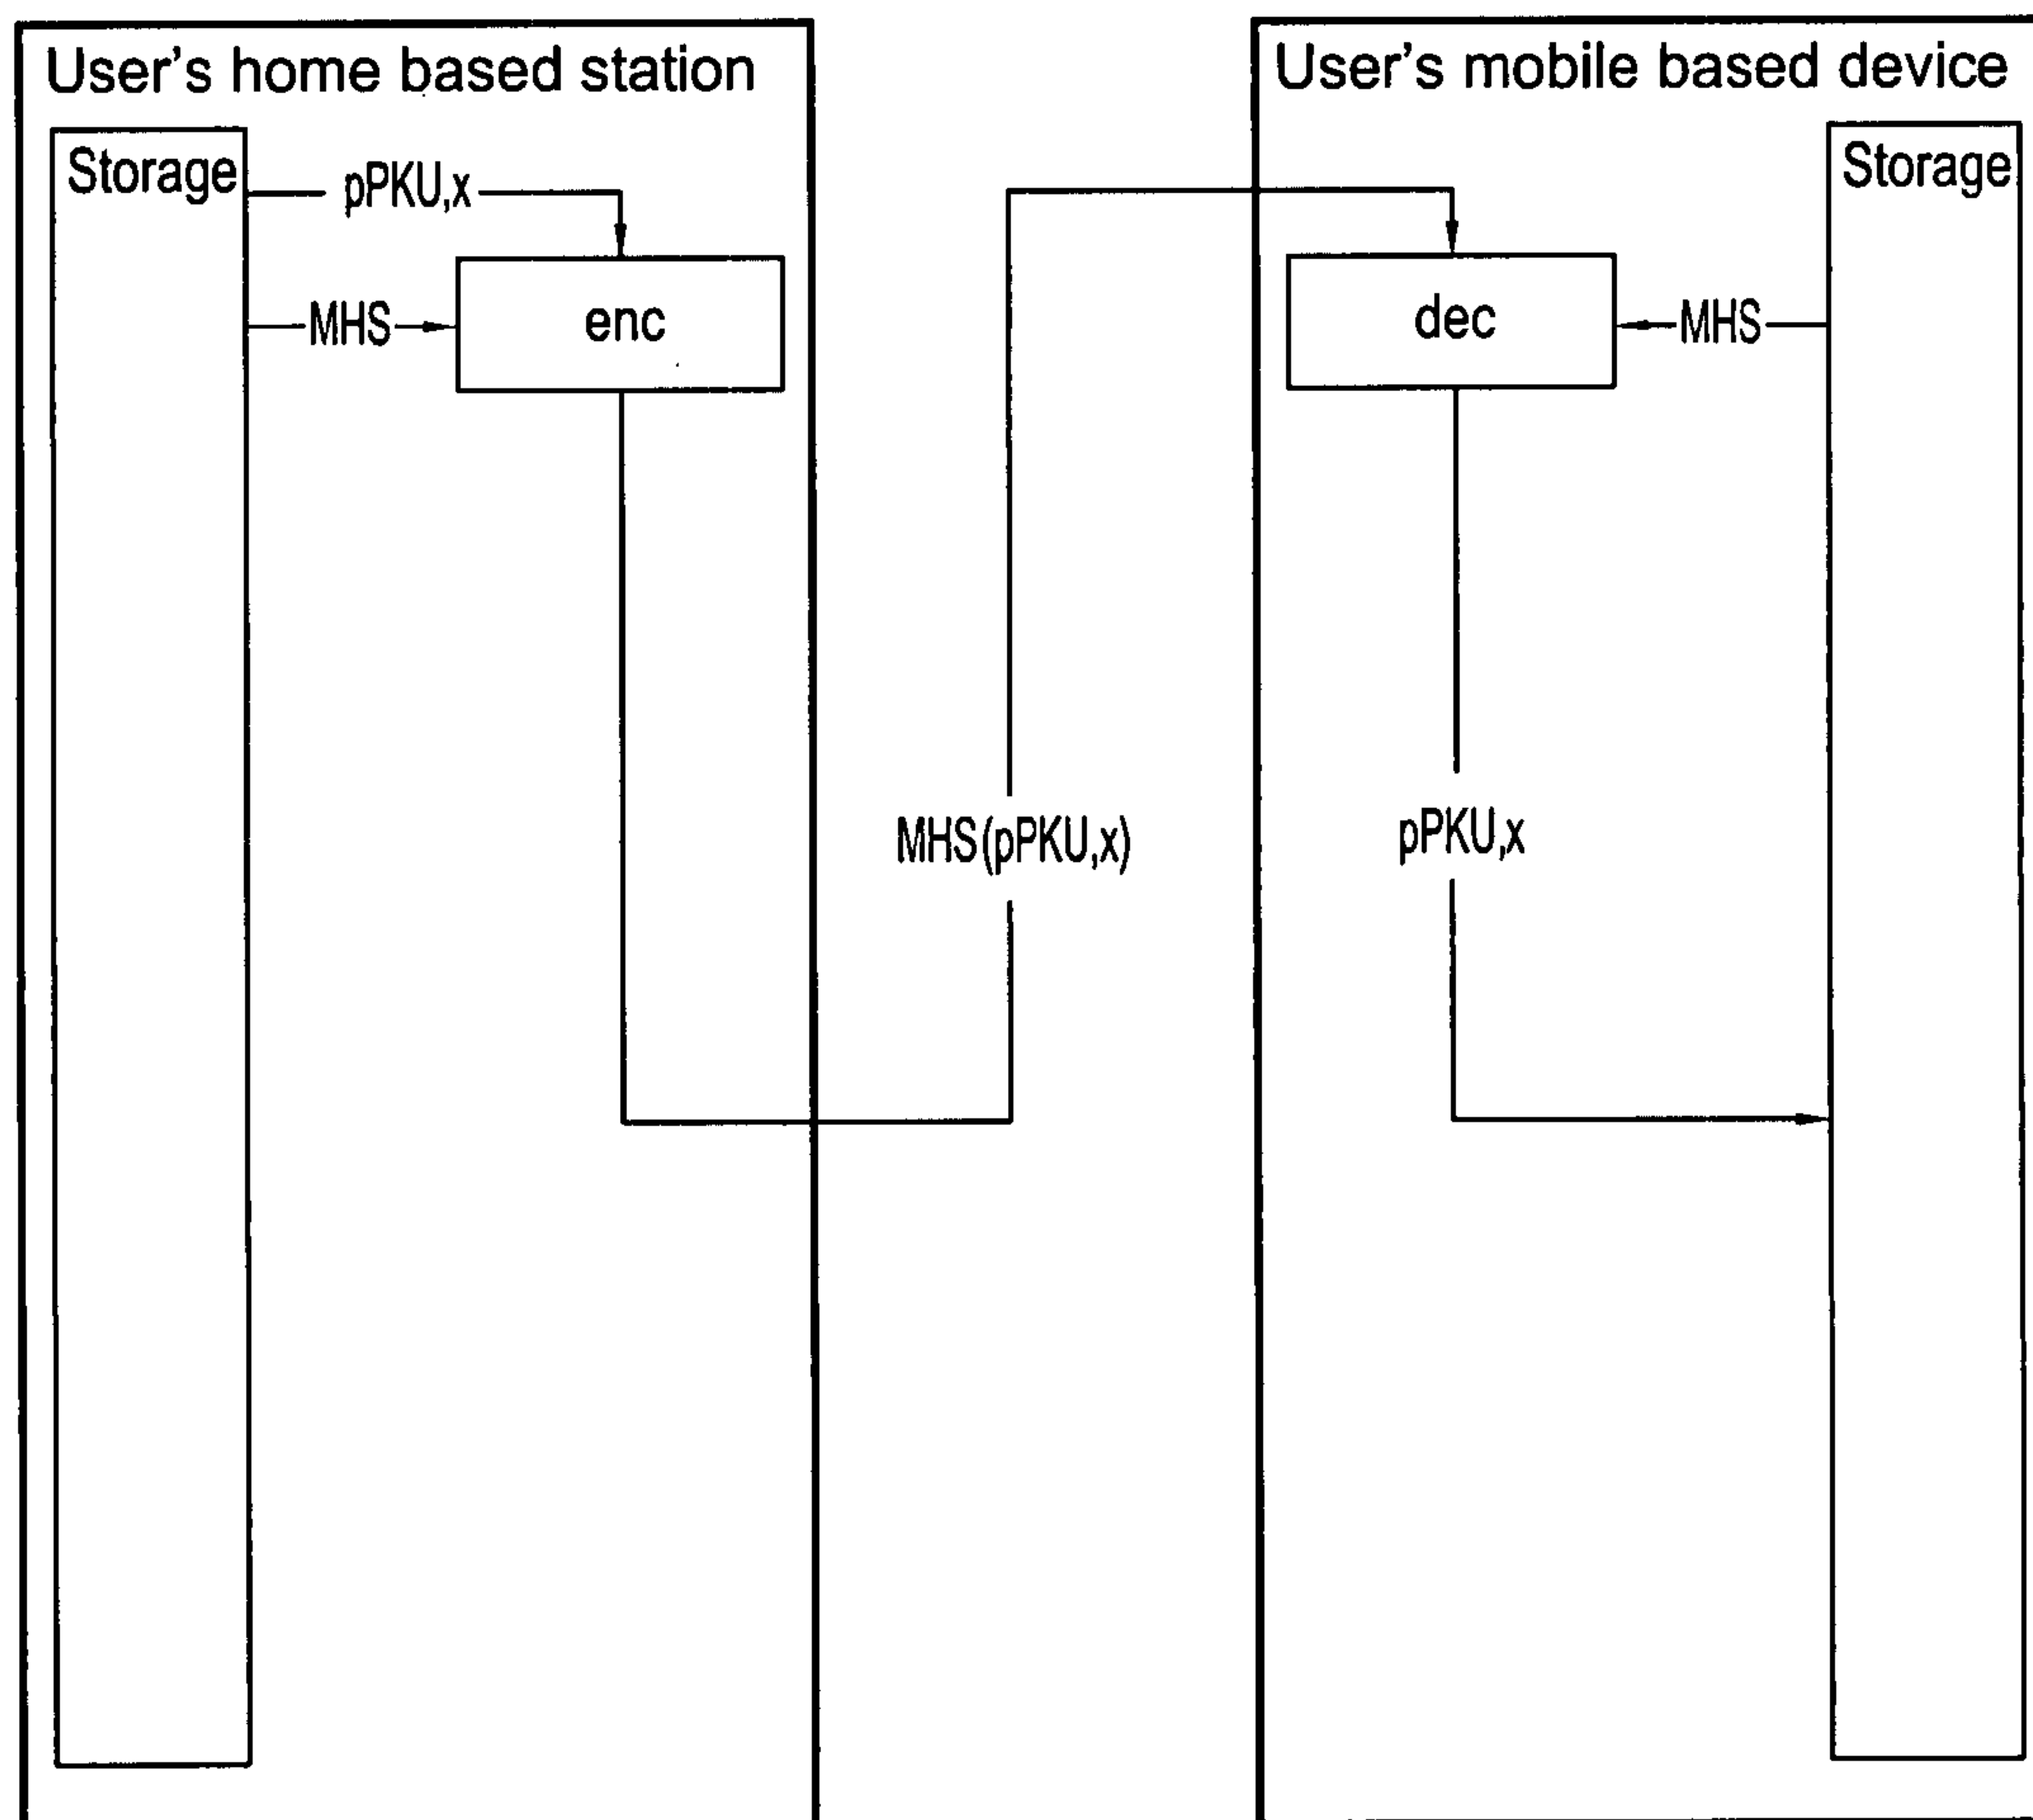 User's home based station
Storage
pPKU,x
MHS
enc
MHS(pPKU,x)
User's mobile based device
Storage
dec
MHS
pPKU,x